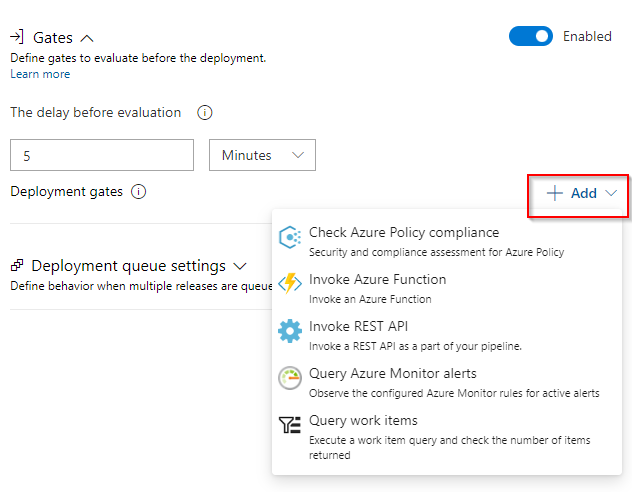 Gates
Enabled
Define gates to evaluate before the deployment.
Learn more
The delay before evaluation
5
Minutes
Deployment gates
Add
Check Azure Policy compliance
Security and compliance assessment for Azure Policy
Deployment queue settings
Define behavior when multiple releases are queue
Invoke Azure Function
Invoke an Azure Function
Invoke REST API
Invoke a REST API as a part of your pipeline.
Query Azure Monitor alerts
Observe the configured Azure Monitor rules for active alerts
Query work items
Execute a work item query and check the number of items
returned